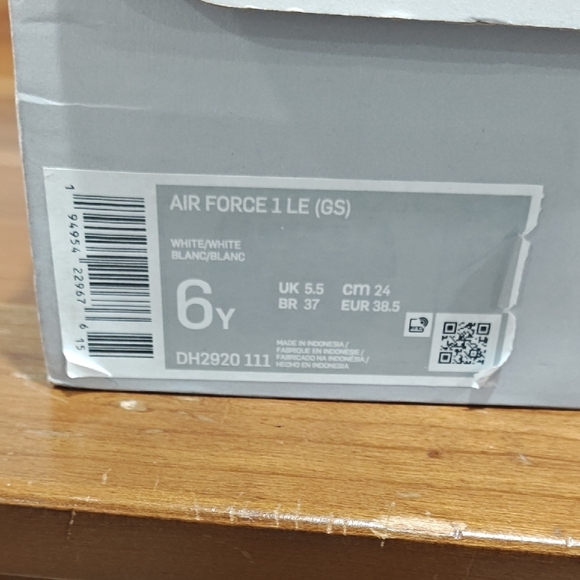 AIR FORCE 1 LE (GS)
WHITE/WHITE
BLANC/BLANC
6Y
UK 5.5 cm 24
BR 37 EUR 38.5
DH2920 111
MADE IN INDONESIA /
FABRIQUE EN INDONESIE /
FABRICADO NA INDONÉSIA /
HECHO EN INDONESIA
1 94954 22967 6 15